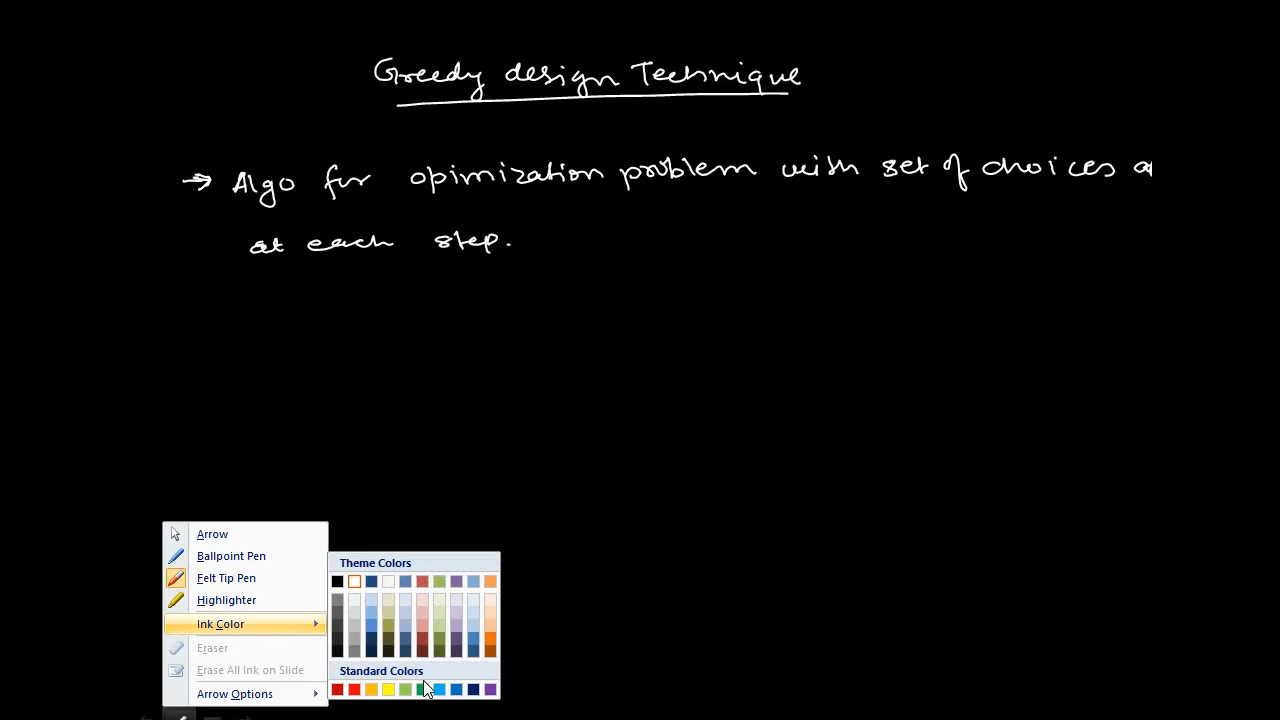 Greedy design Technique
→ Algo for opimization problem with set of choices a
at each step.
Arrow
Ballpoint Pen
Felt Tip Pen
Highlighter
Ink Color
Eraser
Erase All Ink on Slide
Arrow Options
Theme Colors
Standard Colors